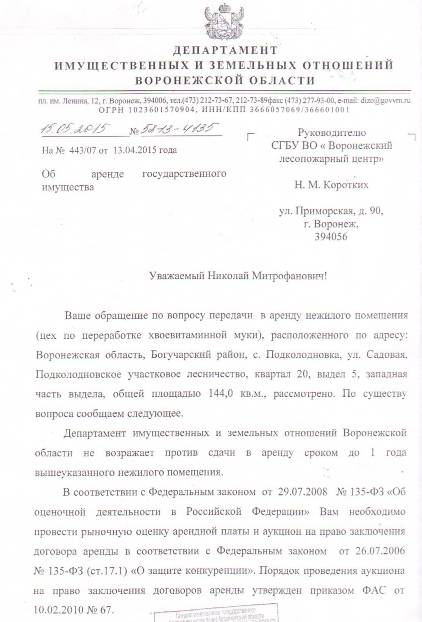 ДЕПАРТАМЕНТ
ИМУЩЕСТВЕННЫХ И ЗЕМЕЛЬНЫХ ОТНОШЕНИЙ
ВОРОНЕЖСКОЙ ОБЛАСТИ
пл. им. Ленина, 12, г. Воронеж, 394006, тел.(473) 212-73-67, 212-73-89факс (473) 277-93-00, e-mail: dizo@govvrn.ru
ОГРН 1023601570904, ИНН/КПП 3666057069/366601001
15.05.2015 № 5213-4135
На № 443/07 от 13.04.2015 года
Об аренде государственного
имущества
Руководителю
СГБУ ВО « Воронежский
лесопожарный центр»
Н. М. Коротких
ул. Приморская, д. 90,
г. Воронеж,
394056
Уважаемый Николай Митрофанович!
Ваше обращение по вопросу передачи в аренду нежилого помещения
(цех по переработке хвоевитаминной муки), расположенного по адресу:
Воронежская область, Богучарский район, с. Подколодновка, ул. Садовая,
Подколодновское участковое лесничество, квартал 20, выдел 5, западная
часть выдела, общей площадью 144,0 кв.м., рассмотрено. По существу
вопроса сообщаем следующее.
Департамент имущественных и земельных отношений Воронежской
области не возражает против сдачи в аренду сроком до 1 года
вышеуказанного нежилого помещения.
В соответствии с Федеральным законом от 29.07.2008 № 135-ФЗ «Об
оценочной деятельности в Российской Федерации» Вам необходимо
провести рыночную оценку арендной платы и аукцион на право заключения
договора аренды в соответствии с Федеральным законом от 26.07.2006
№ 135-ФЗ (ст.17.1) «О защите конкуренции». Порядок проведения аукциона
на право заключения договоров аренды утвержден приказом ФАС от
10.02.2010 № 67.